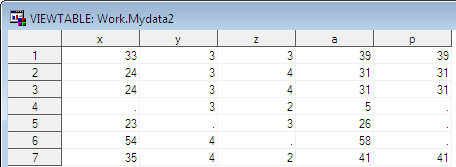 VIEWTABLE: Work.Mydata2
x y z a p
1 33 3 3 39 39
2 24 3 4 31 31
3 24 3 4 31 31
4 . 3 2 5 .
5 23 . 3 26 .
6 54 4 . 58 .
7 35 4 2 41 41